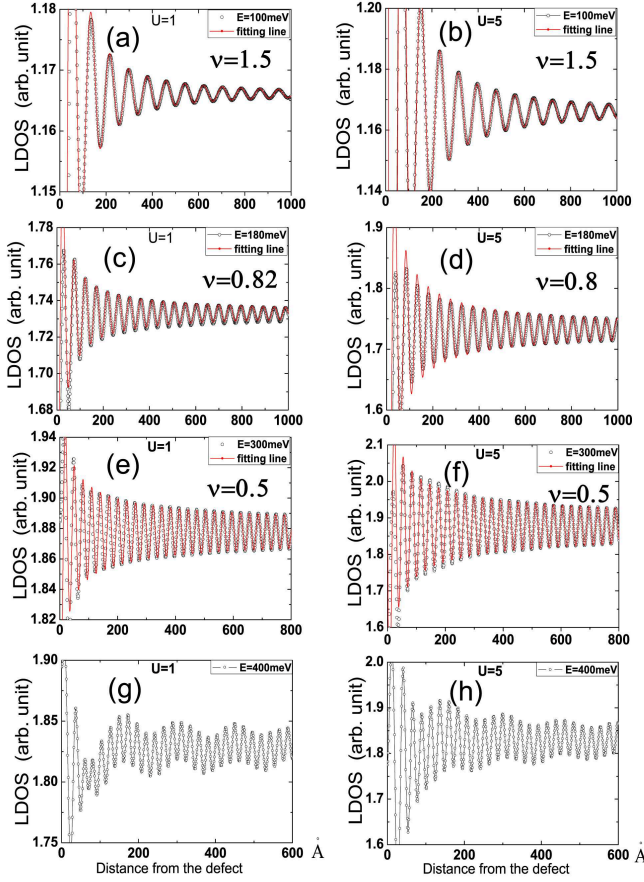 U=1
E=100meV
fitting line
(a)
ν=1.5
LDOS (arb. unit)
1.18
1.17
1.16
1.15
0 200 400 600 800 1000
U=5
E=100meV
fitting line
(b)
ν=1.5
LDOS (arb. unit)
1.20
1.18
1.16
1.14
0 200 400 600 800 1000
U=1
E=180meV
fitting line
(c)
ν=0.82
LDOS (arb. unit)
1.78
1.76
1.74
1.72
1.70
1.68
0 200 400 600 800 1000
U=5
E=180meV
fitting line
(d)
ν=0.8
LDOS (arb. unit)
1.9
1.8
1.7
1.6
0 200 400 600 800 1000
U=1
E=300meV
fitting line
(e)
ν=0.5
LDOS (arb. unit)
1.94
1.92
1.90
1.88
1.86
1.84
1.82
0 200 400 600 800
U=5
E=300meV
fitting line
(f)
ν=0.5
LDOS (arb. unit)
2.1
2.0
1.9
1.8
1.7
1.6
0 200 400 600 800
U=1
E=400meV
(g)
LDOS (arb. unit)
1.90
1.85
1.80
1.75
0 100 200 300 400 500 600
Distance from the defect
Å
U=5
E=400meV
(h)
LDOS (arb. unit)
2.0
1.9
1.8
1.7
1.6
0 100 200 300 400 500 600
Distance from the defect
Å